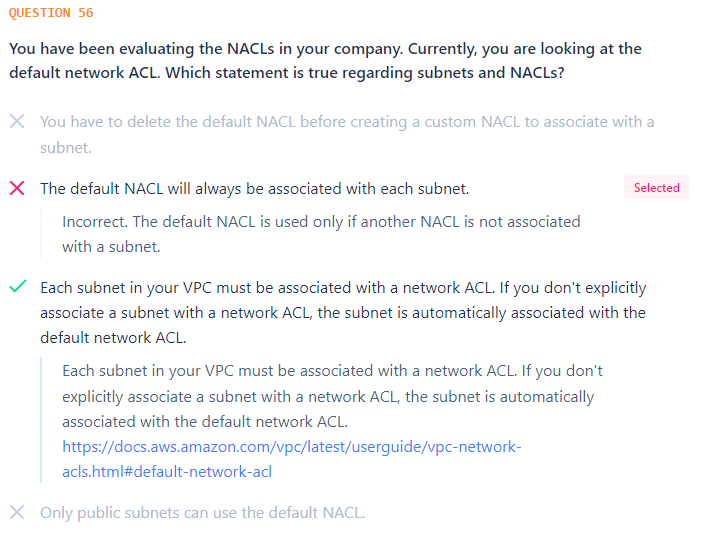 QUESTION 56
You have been evaluating the NACLs in your company. Currently, you are looking at the
default network ACL. Which statement is true regarding subnets and NACLs?
You have to delete the default NACL before creating a custom NACL to associate with a
subnet.
The default NACL will always be associated with each subnet.
Selected
Incorrect. The default NACL is used only if another NACL is not associated
with a subnet.
Each subnet in your VPC must be associated with a network ACL. If you don't explicitly
associate a subnet with a network ACL, the subnet is automatically associated with the
default network ACL.
Each subnet in your VPC must be associated with a network ACL. If you don't
explicitly associate a subnet with a network ACL, the subnet is automatically
associated with the default network ACL.
https://docs.aws.amazon.com/vpc/latest/userguide/vpc-network-
acls.html#default-network-acl
Only public subnets can use the default NACL.